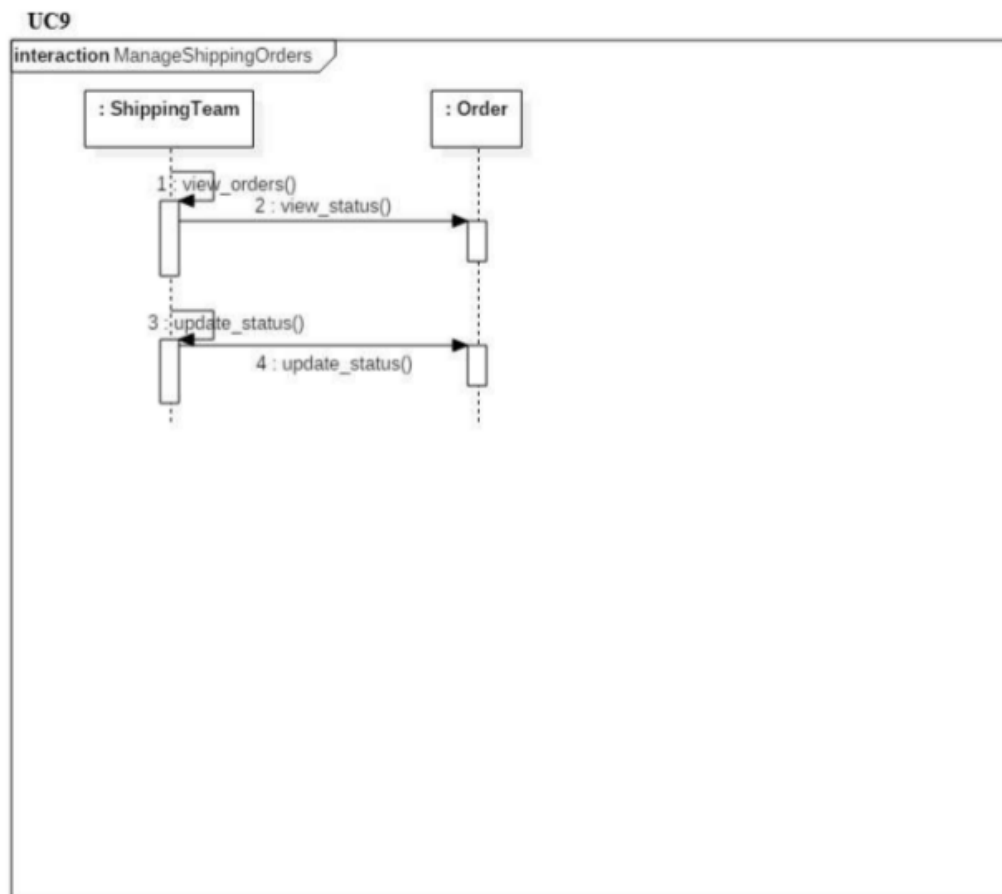 UC9
interaction ManageShippingOrders
: ShippingTeam
: Order
1 : view_orders()
2 : view_status()
3 : update_status()
4 : update_status()